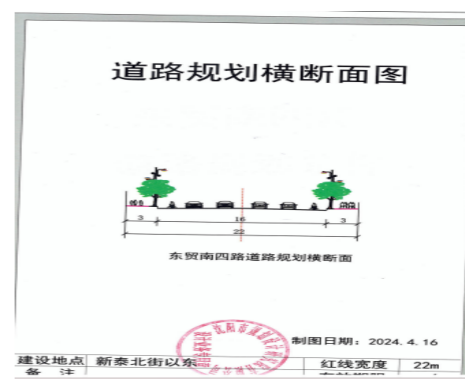 道路规划横断面图
3 16 3
22
东贸南四路道路规划横断面
制图日期：2024.4.16
建设地点 新泰北街以东 红线宽度 22m
备 注